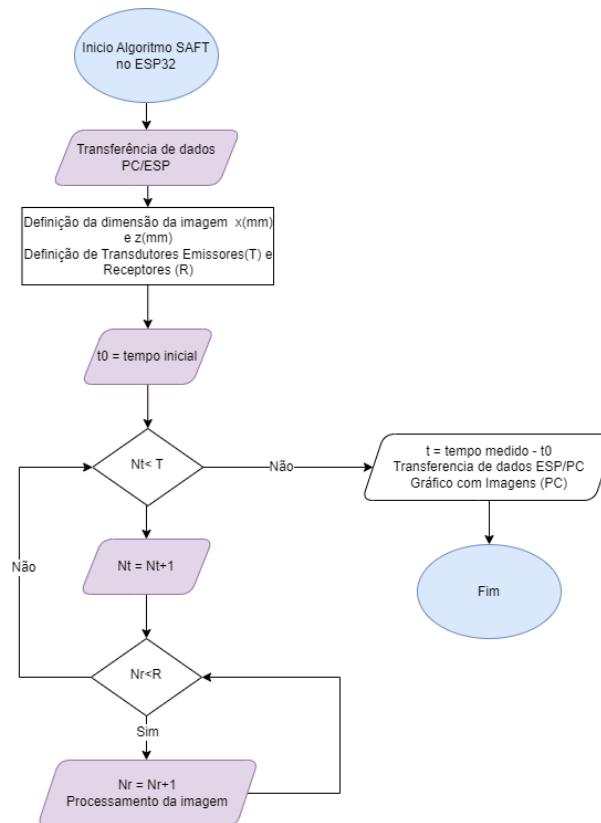 Inicio Algoritmo SAFT
no ESP32
Transferência de dados
PC/ESP
Definição da dimensão da imagem x(mm)
e z(mm)
Definição de Transdutores Emissores(T) e
Receptores (R)
t0 = tempo inicial
Nt< T
Não
t = tempo medido - t0
Transferencia de dados ESP/PC
Gráfico com Imagens (PC)
Nt = Nt+1
Não
Fim
Nr<R
Sim
Nr = Nr+1
Processamento da imagem